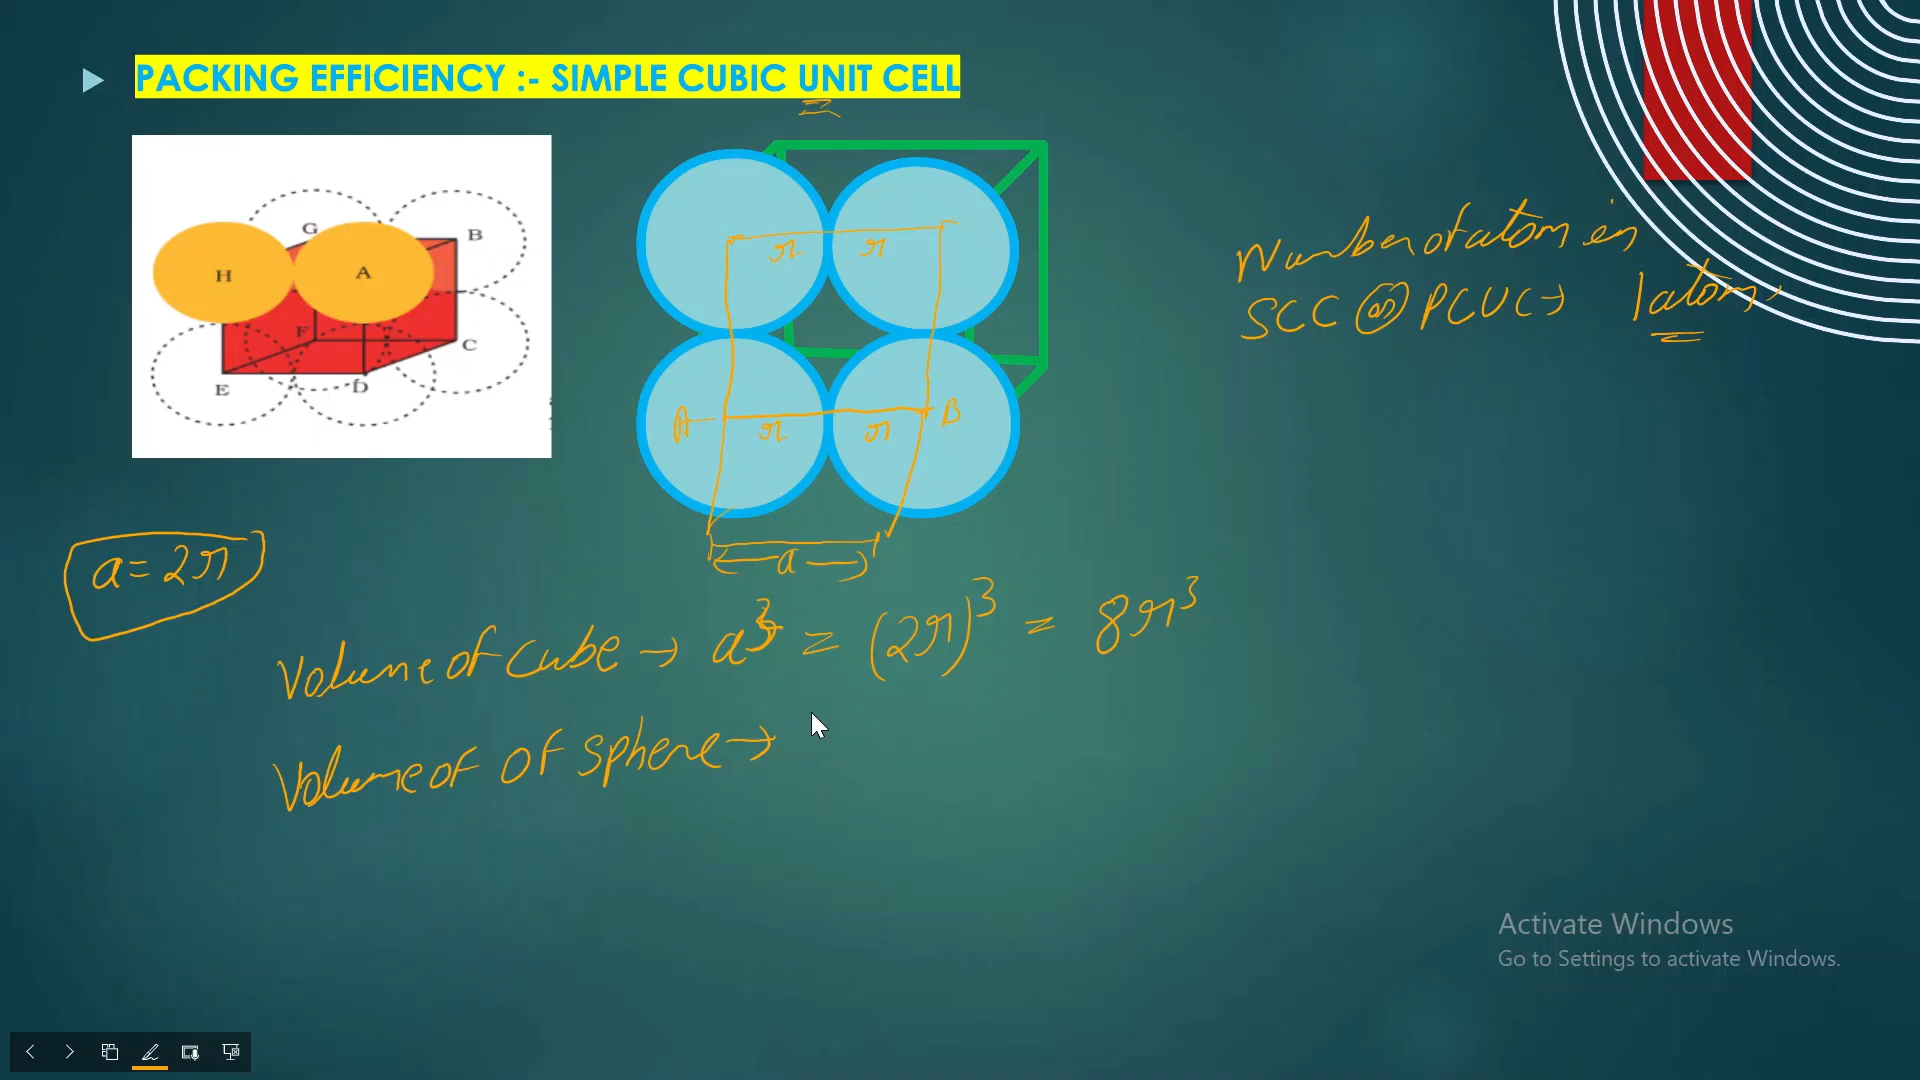 PACKING EFFICIENCY :- SIMPLE CUBIC UNIT CELL
G
B
H
A
F
C
E
D
r r
A r r B
a
Number of atom in
SCC or PCUC → 1 atom,
a = 2r
Volume of cube → a³ = (2r)³ = 8r³
Volume of of sphere →
Activate Windows
Go to Settings to activate Windows.